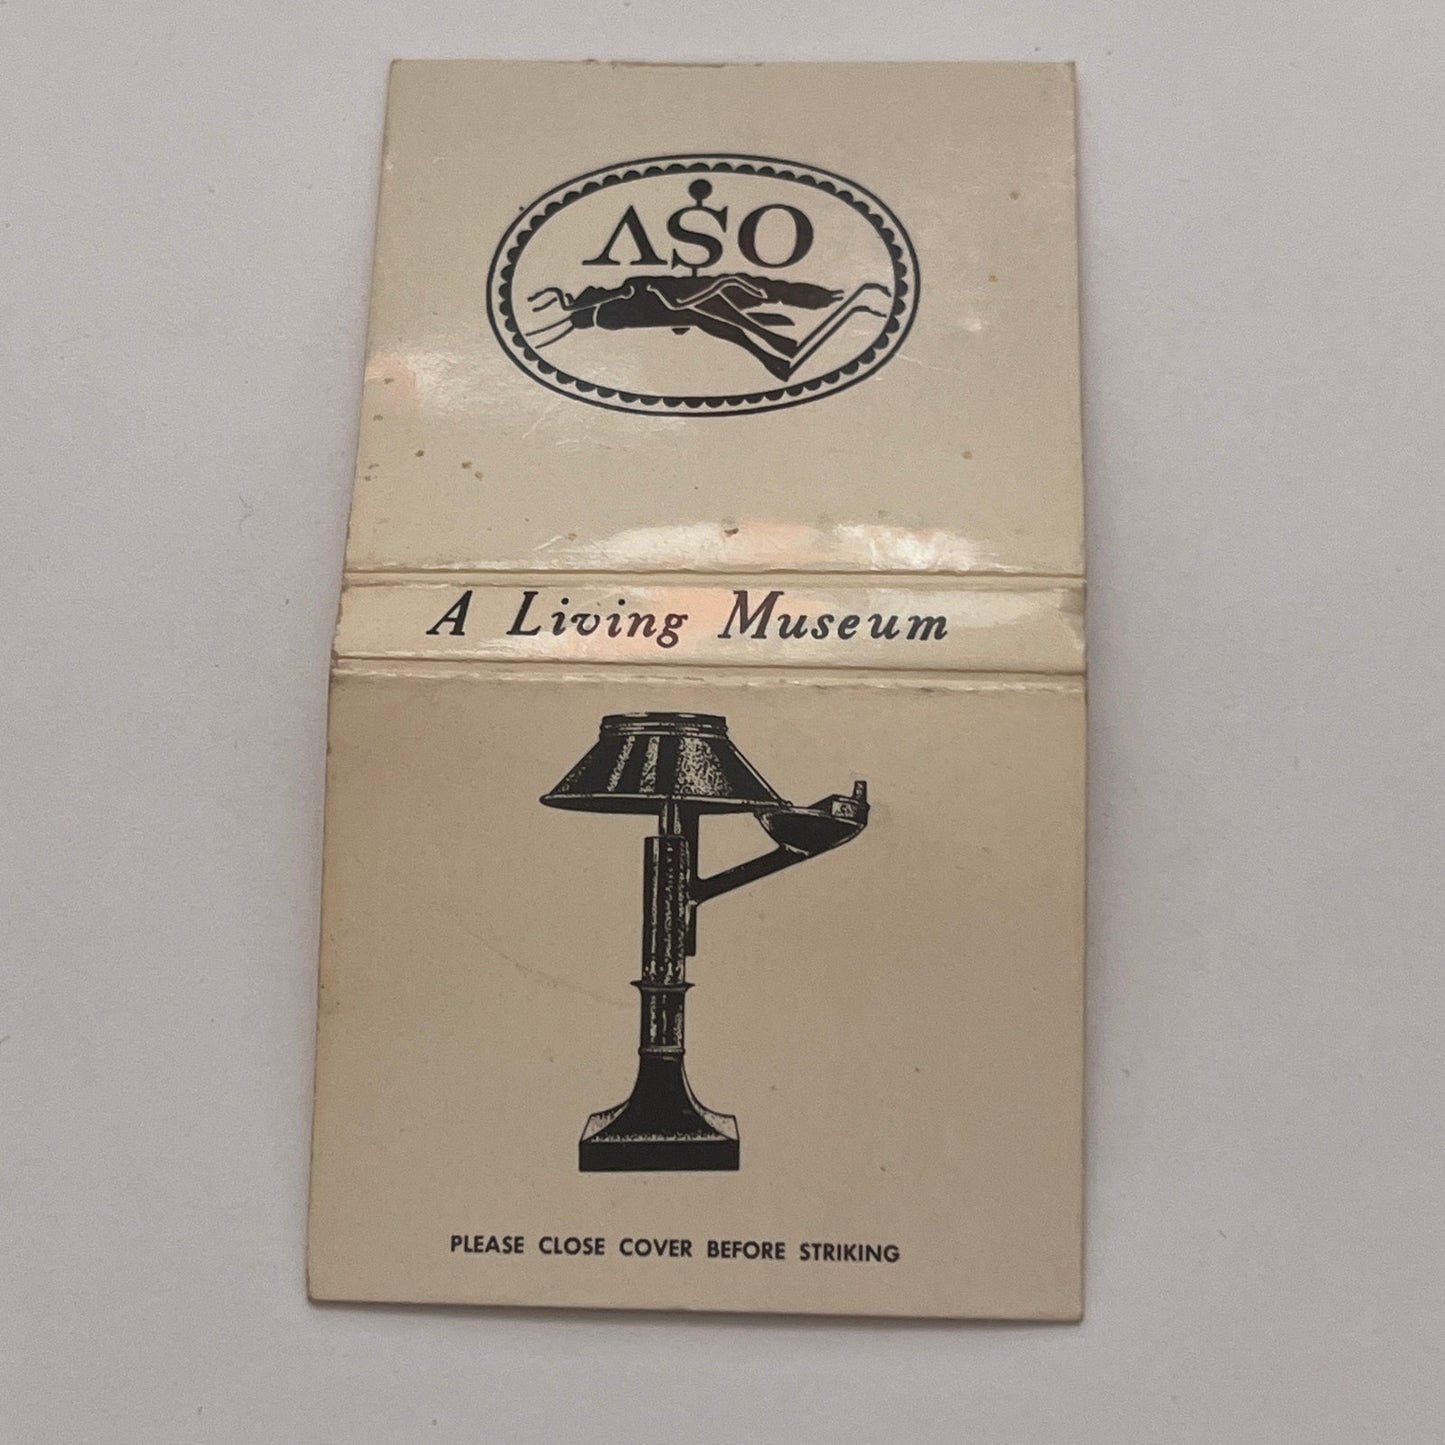 ASO
A Living Museum
PLEASE CLOSE COVER BEFORE STRIKING